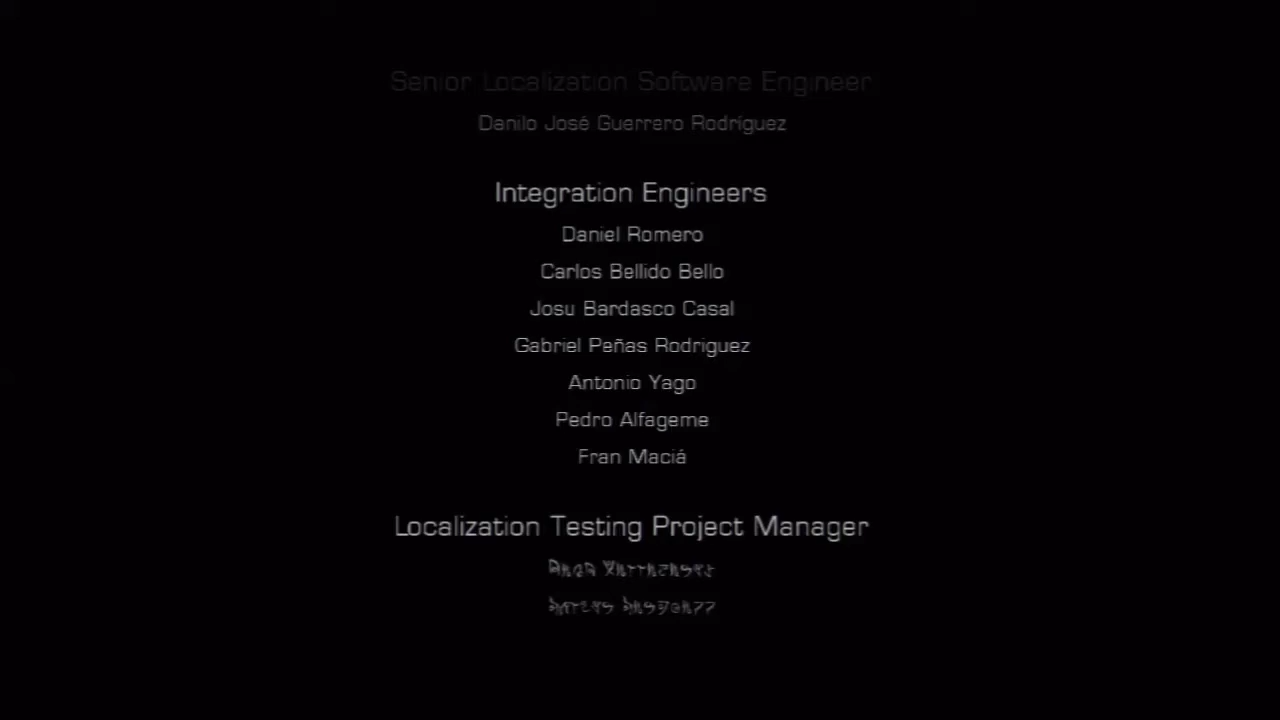 Senior Localization Software Engineer
Danilo José Guerrero Rodríguez
Integration Engineers
Daniel Romero
Carlos Bellido Bello
Josu Bardasco Casal
Gabriel Peñas Rodriguez
Antonio Yago
Pedro Alfageme
Fran Maciá
Localization Testing Project Manager